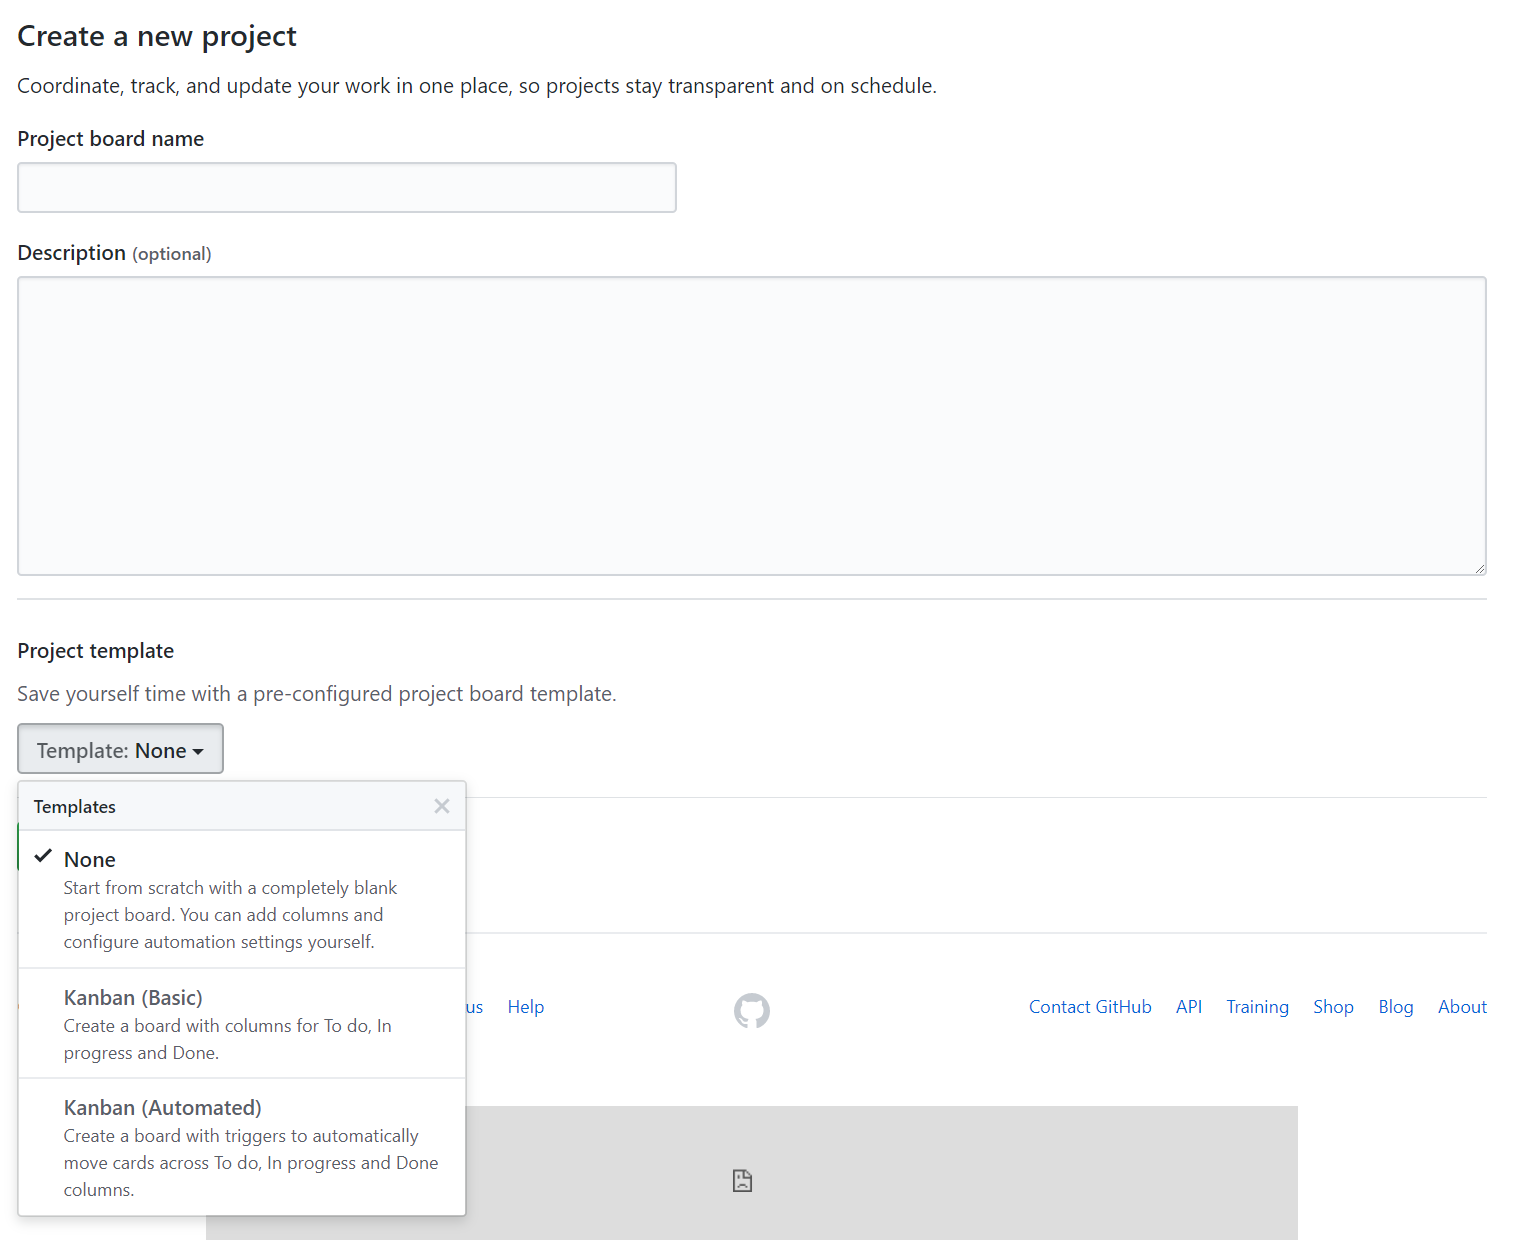 Create a new project
Coordinate, track, and update your work in one place, so projects stay transparent and on schedule.
Project board name
Description (optional)
Project template
Save yourself time with a pre-configured project board template.
Template: None
Templates
None
Start from scratch with a completely blank
project board. You can add columns and
configure automation settings yourself.
Kanban (Basic)
Create a board with columns for To do, In
progress and Done.
Kanban (Automated)
Create a board with triggers to automatically
move cards across To do, In progress and Done
columns.
us Help Contact GitHub API Training Shop Blog About